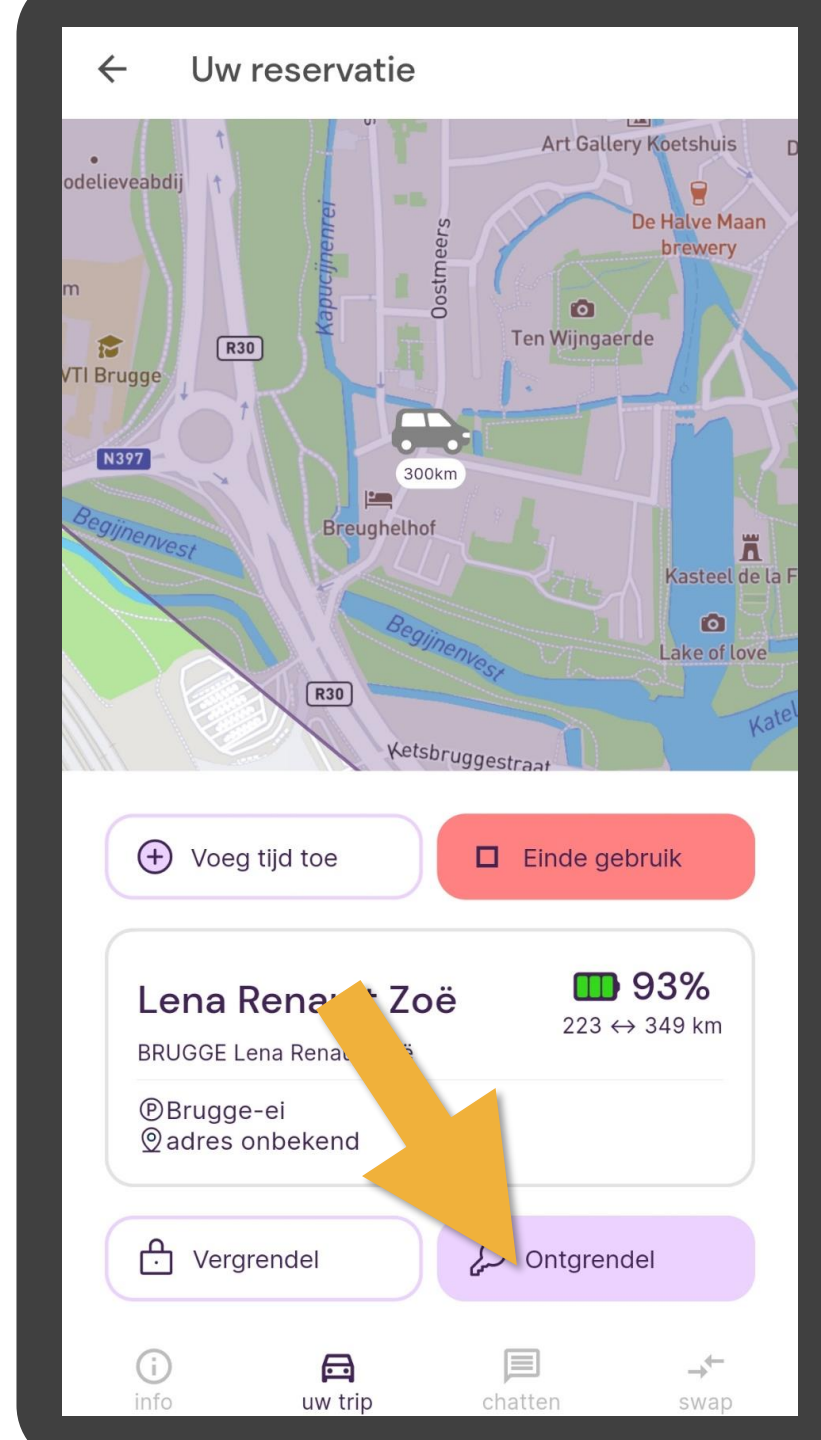 Uw reservatie
Art Gallery Koetshuis
D
odelieveabdij
De Halve Maan
brewery
Kapucijnenrei
Oostmeers
m
Ten Wijngaerde
R30
VTI Brugge
300km
N397
Breughelhof
Begijnenvest
Kasteel de la F
Begijnenvest
Lake of love
R30
Katel
Ketsbruggestraat
Voeg tijd toe
Einde gebruik
Lena Zoë
93%
223 ↔ 349 km
BRUGGE Lena
P Brugge-ei
adres onbekend
Vergrendel
Ontgrendel
info
uw trip
chatten
swap